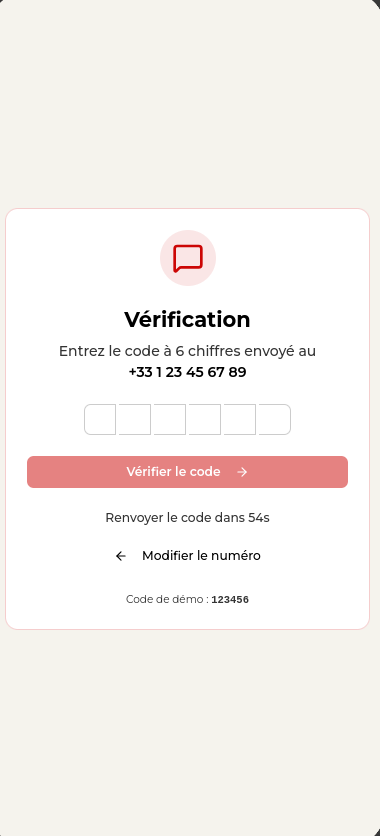 Vérification
Entrez le code à 6 chiffres envoyé au
+33 1 23 45 67 89
Vérifier le code
Renvoyer le code dans 54s
Modifier le numéro
Code de démo : 123456